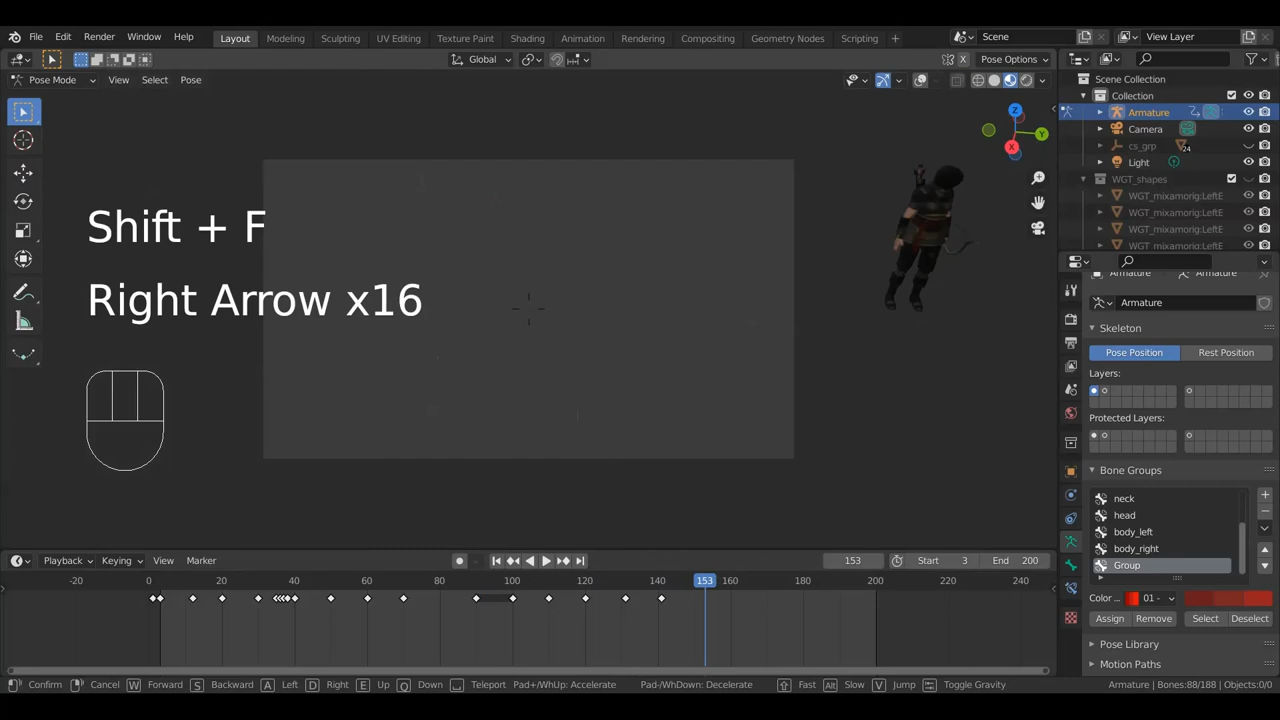 File Edit Render Window Help Layout Modeling Sculpting UV Editing Texture Paint Shading Animation Rendering Compositing Geometry Nodes Scripting + Scene View Layer
Global Pose Options
Pose Mode View Select Pose
Scene Collection
Collection
Armature
Camera
cs_grp 24
Light
WGT_shapes
WGT_mixamorig:LeftE
WGT_mixamorig:LeftE
WGT_mixamorig:LeftE
WGT_mixamorig:LeftE
Z
Y
X
Shift + F
Right Arrow x16
Armature Armature
Armature
Skeleton
Pose Position Rest Position
Layers:
Protected Layers:
Bone Groups
neck
head
body_left
body_right
Group
Color ... 01 -
Assign Remove Select Deselect
Pose Library
Motion Paths
Playback Keying View Marker 153 Start 3 End 200
-20 0 20 40 60 80 100 120 140 153 160 180 200 220 240
Confirm Cancel W Forward S Backward A Left D Right E Up Q Down Teleport Pad+/WhUp: Accelerate Pad-/WhDown: Decelerate Fast Alt Slow V Jump Toggle Gravity Armature | Bones:88/188 | Objects:0/0